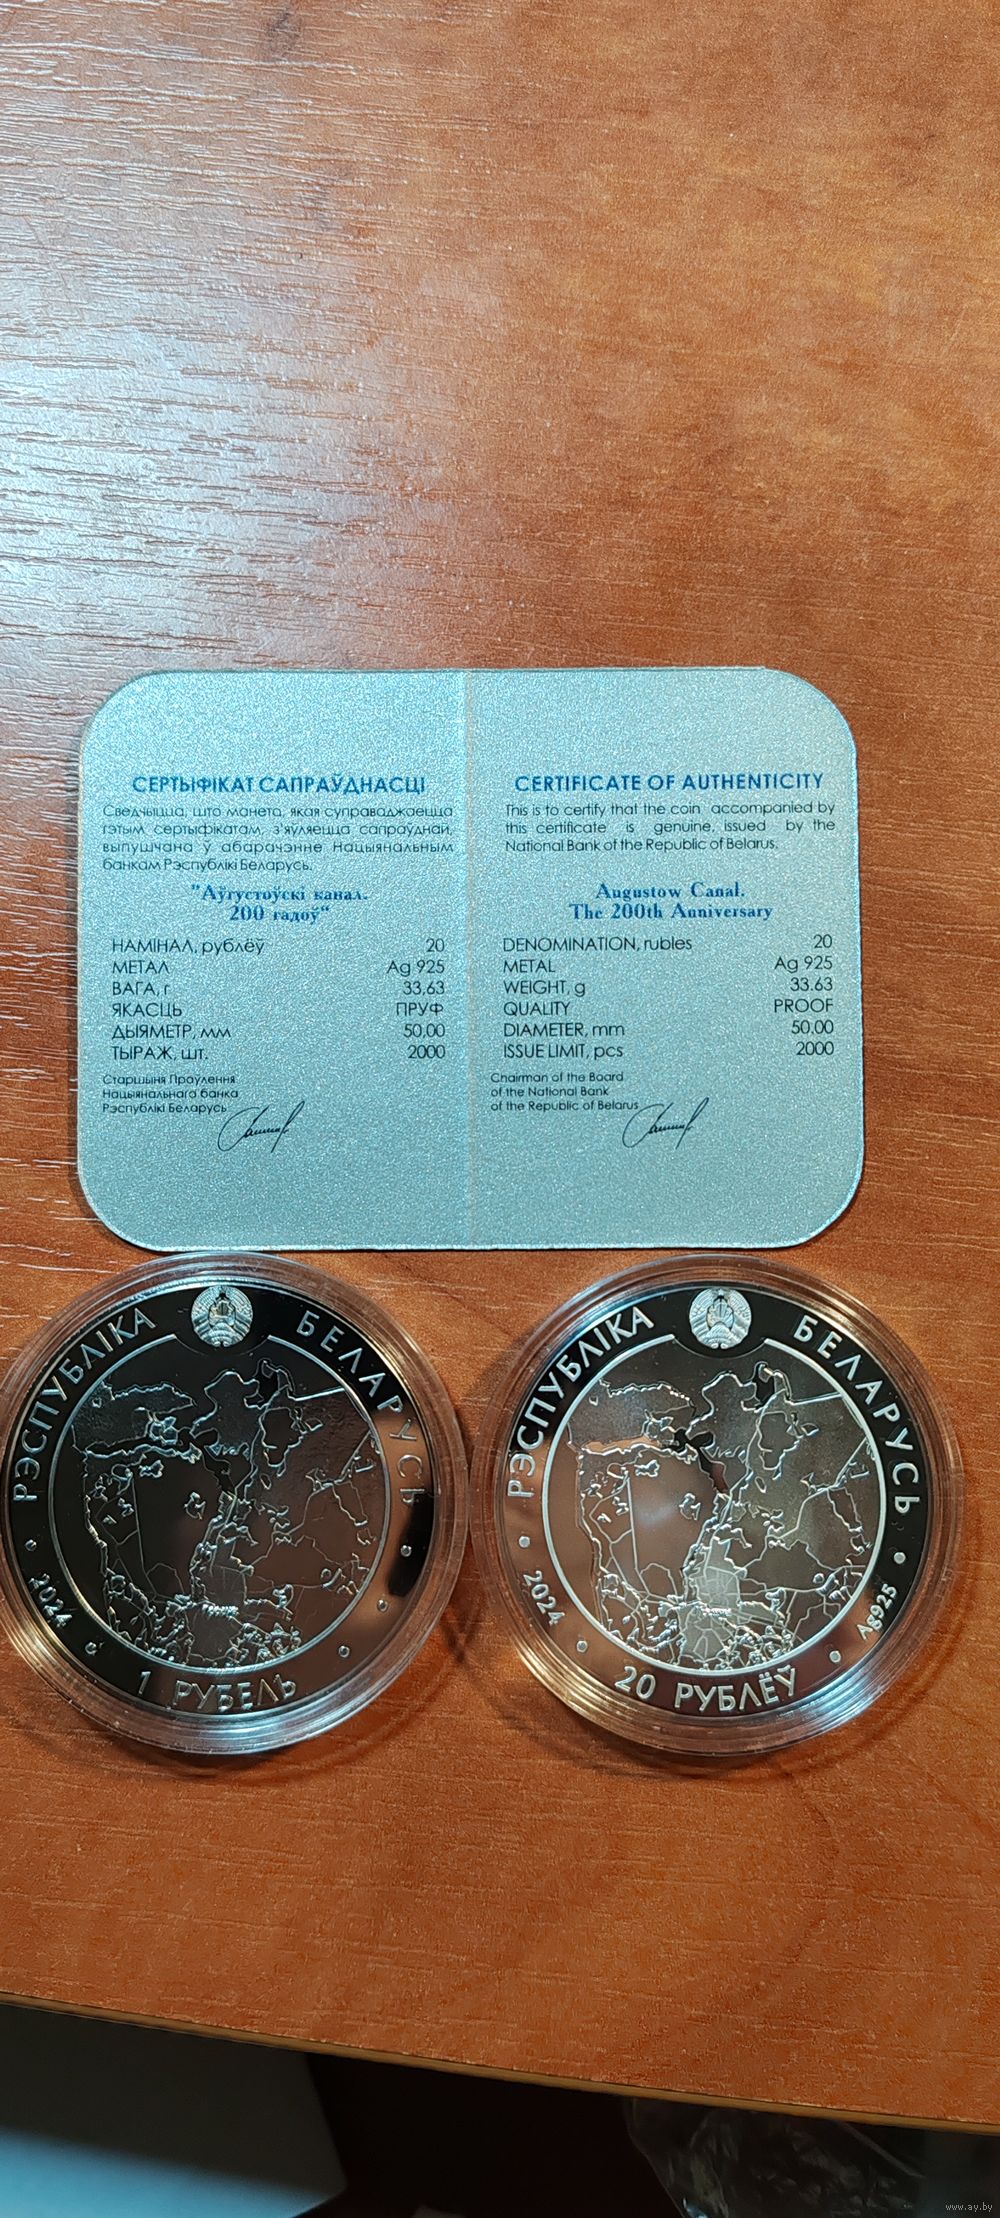 СЕРТЫФІКАТ САПРАЎДНАСЦІ
Сведчыцца, што манета, якая суправаджаецца
гэтым сертыфікатам, з'яўляецца сапраўднай,
выпушчана ў абарачэнне Нацыянальным
банкам Рэспублікі Беларусь.
"Аўгустоўскі канал.
200 гадоў"
НАМІНАЛ, рублёў 20
МЕТАЛ Ag 925
ВАГА, г 33,63
ЯКАСЦЬ ПРУФ
ДЫЯМЕТР, мм 50,00
ТЫРАЖ, шт. 2000
Старшыня Праўлення
Нацыянальнага банка
Рэспублікі Беларусь
CERTIFICATE OF AUTHENTICITY
This is to certify that the coin accompanied by
this certificate is genuine, issued by the
National Bank of the Republic of Belarus.
Augustow Canal.
The 200th Anniversary
DENOMINATION, rubles 20
METAL Ag 925
WEIGHT, g 33.63
QUALITY PROOF
DIAMETER, mm 50.00
ISSUE LIMIT, pcs 2000
Chairman of the Board
of the National Bank
of the Republic of Belarus
РЭСПУБЛІКА БЕЛАРУСЬ
2024
1 РУБЕЛЬ
РЭСПУБЛІКА БЕЛАРУСЬ
2024
20 РУБЛЁЎ
Ag925
www.ay.by